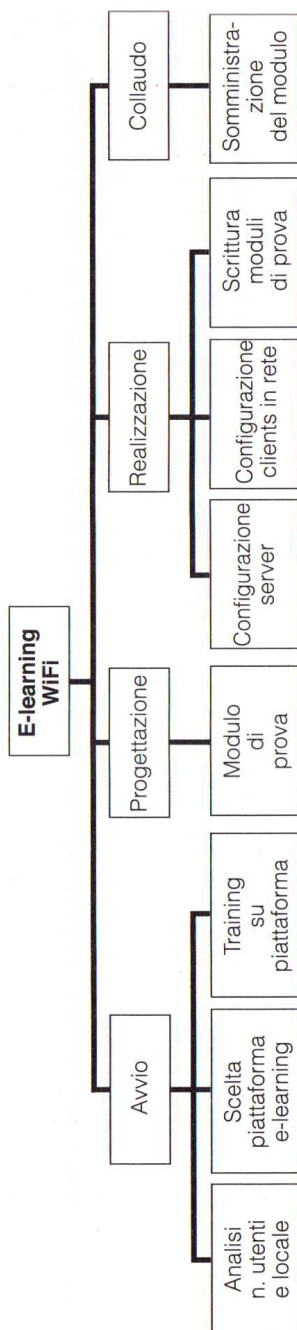 E-learning
WiFi
Avvio
Progettazione
Realizzazione
Collaudo
Analisi
n. utenti
e locale
Scelta
piattaforma
e-learning
Training
su
piattaforma
Modulo
di
prova
Configurazione
server
Configurazione
clients in rete
Scrittura
moduli
di prova
Somministra-
zione
del modulo